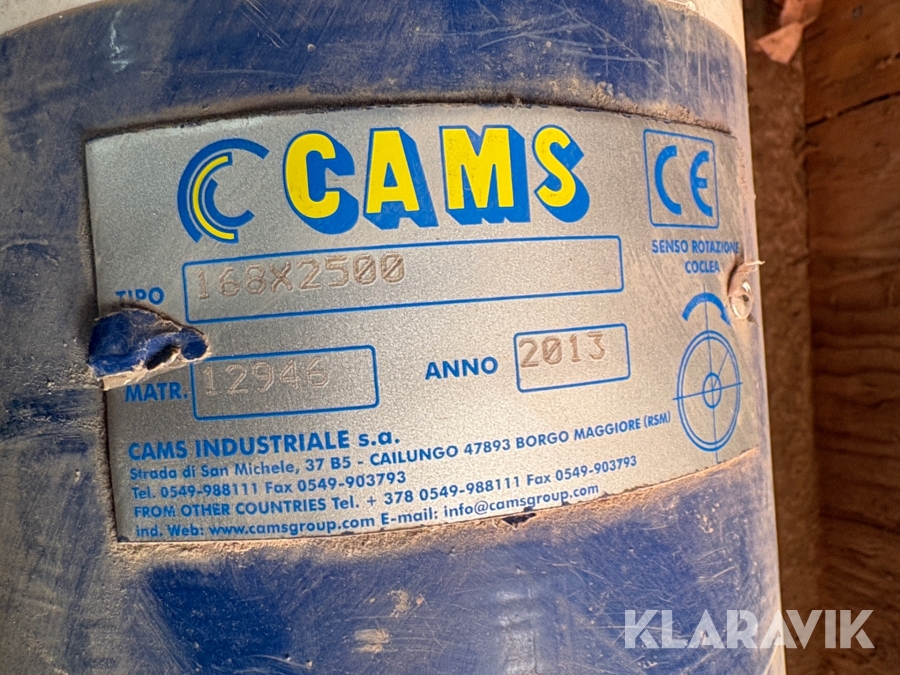 CAMS
CE
SENSO ROTAZIONE
COCLEA
TIPO 168X2500
MATR. 12946 ANNO 2013
CAMS INDUSTRIALE s.a.
Strada di San Michele, 37 B5 - CAILUNGO 47893 BORGO MAGGIORE (RSM)
Tel. 0549-988111 Fax 0549-903793
FROM OTHER COUNTRIES Tel. + 378 0549-988111 Fax 0549-903793
ind. Web: www.camsgroup.com E-mail: info@camsgroup.com
KLARAVIK